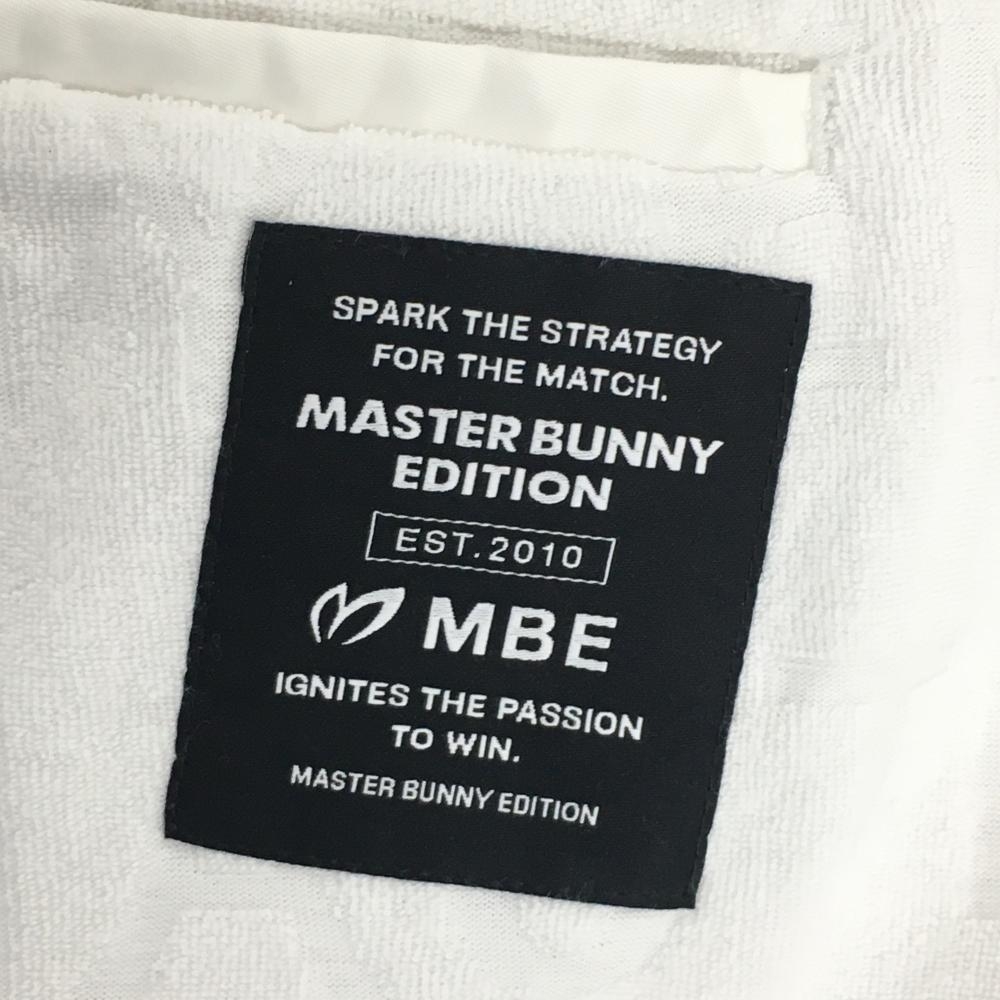 SPARK THE STRATEGY
FOR THE MATCH.
MASTER BUNNY
EDITION
EST.2010
MBE
IGNITES THE PASSION
TO WIN.
MASTER BUNNY EDITION